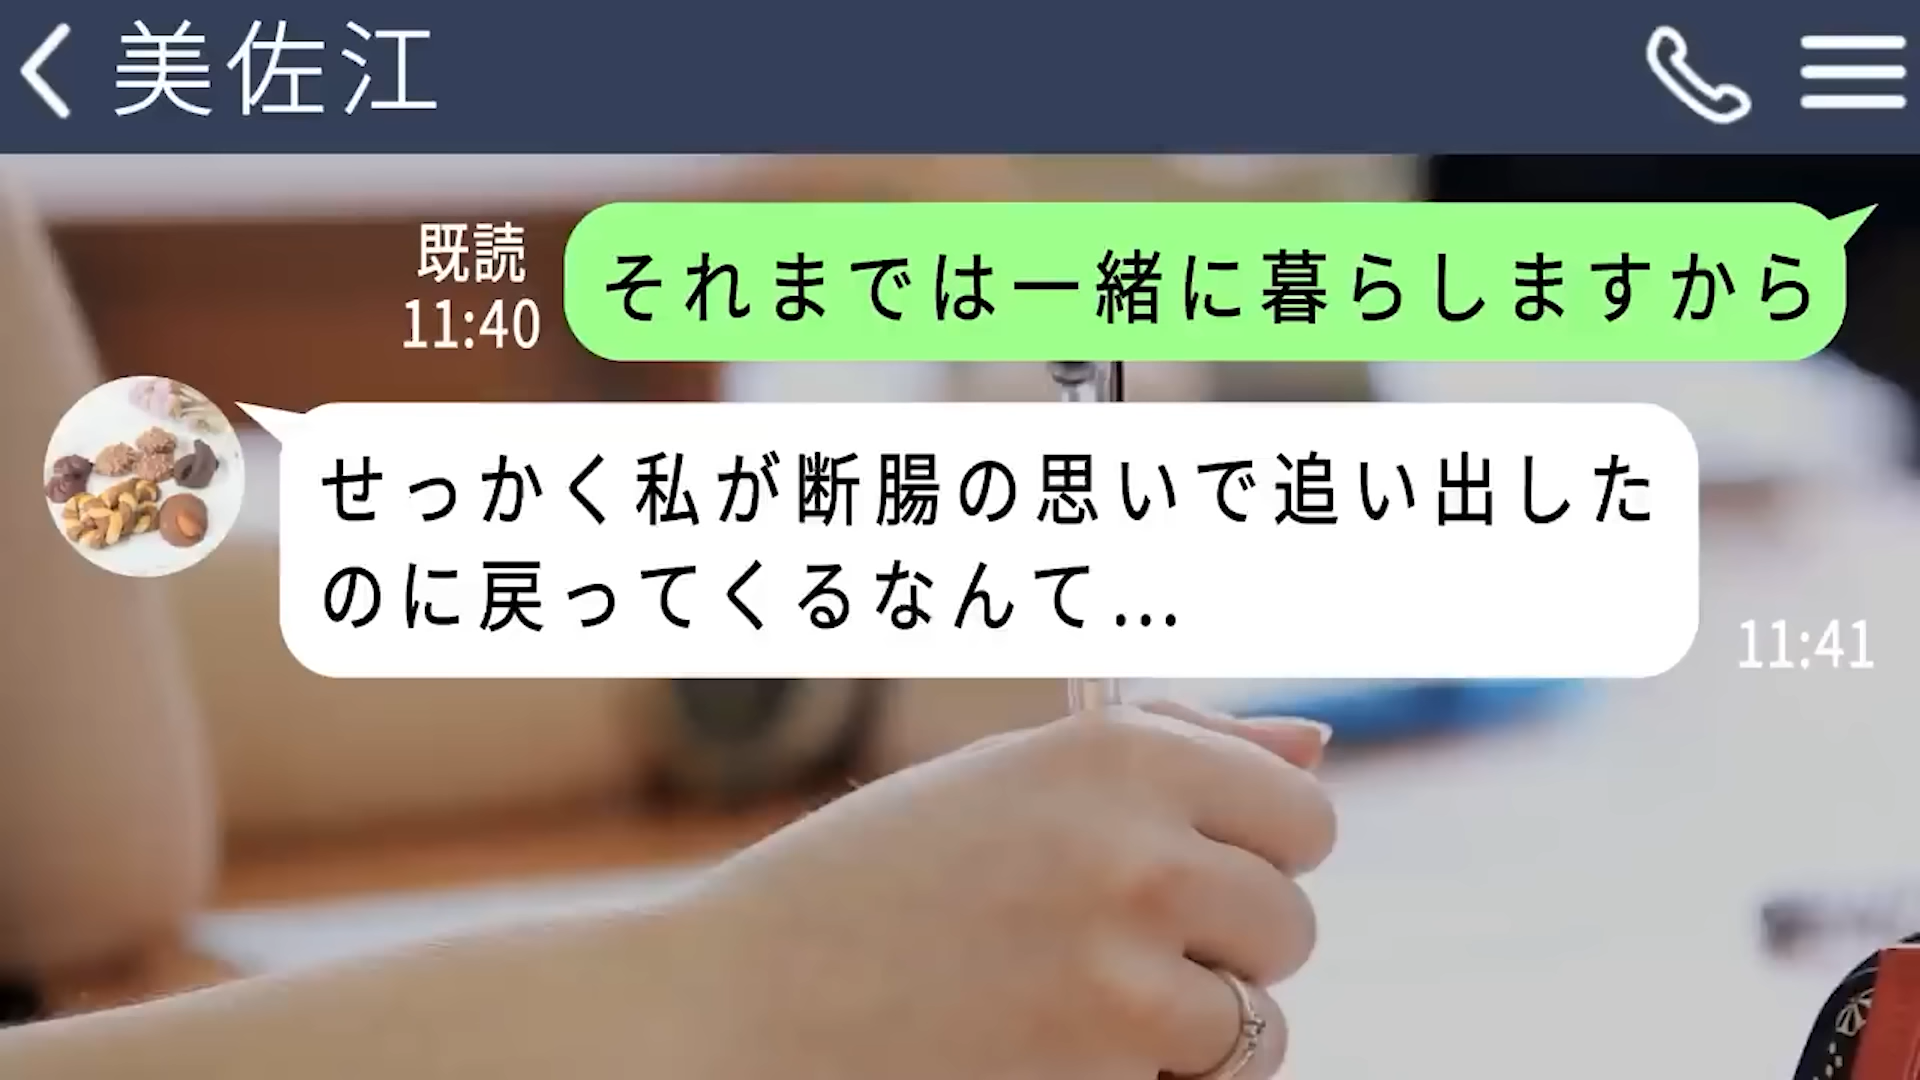 美佐江
既読
11:40
それまでは一緒に暮らしますから
せっかく私が断腸の思いで追い出した
のに戻ってくるなんて...
11:41